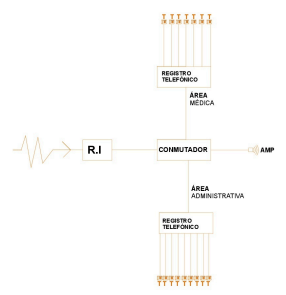 REGISTRO
TELEFÓNICO
ÁREA
MÉDICA
R.I
CONMUTADOR
AMP
ÁREA
ADMINISTRATIVA
REGISTRO
TELEFÓNICO